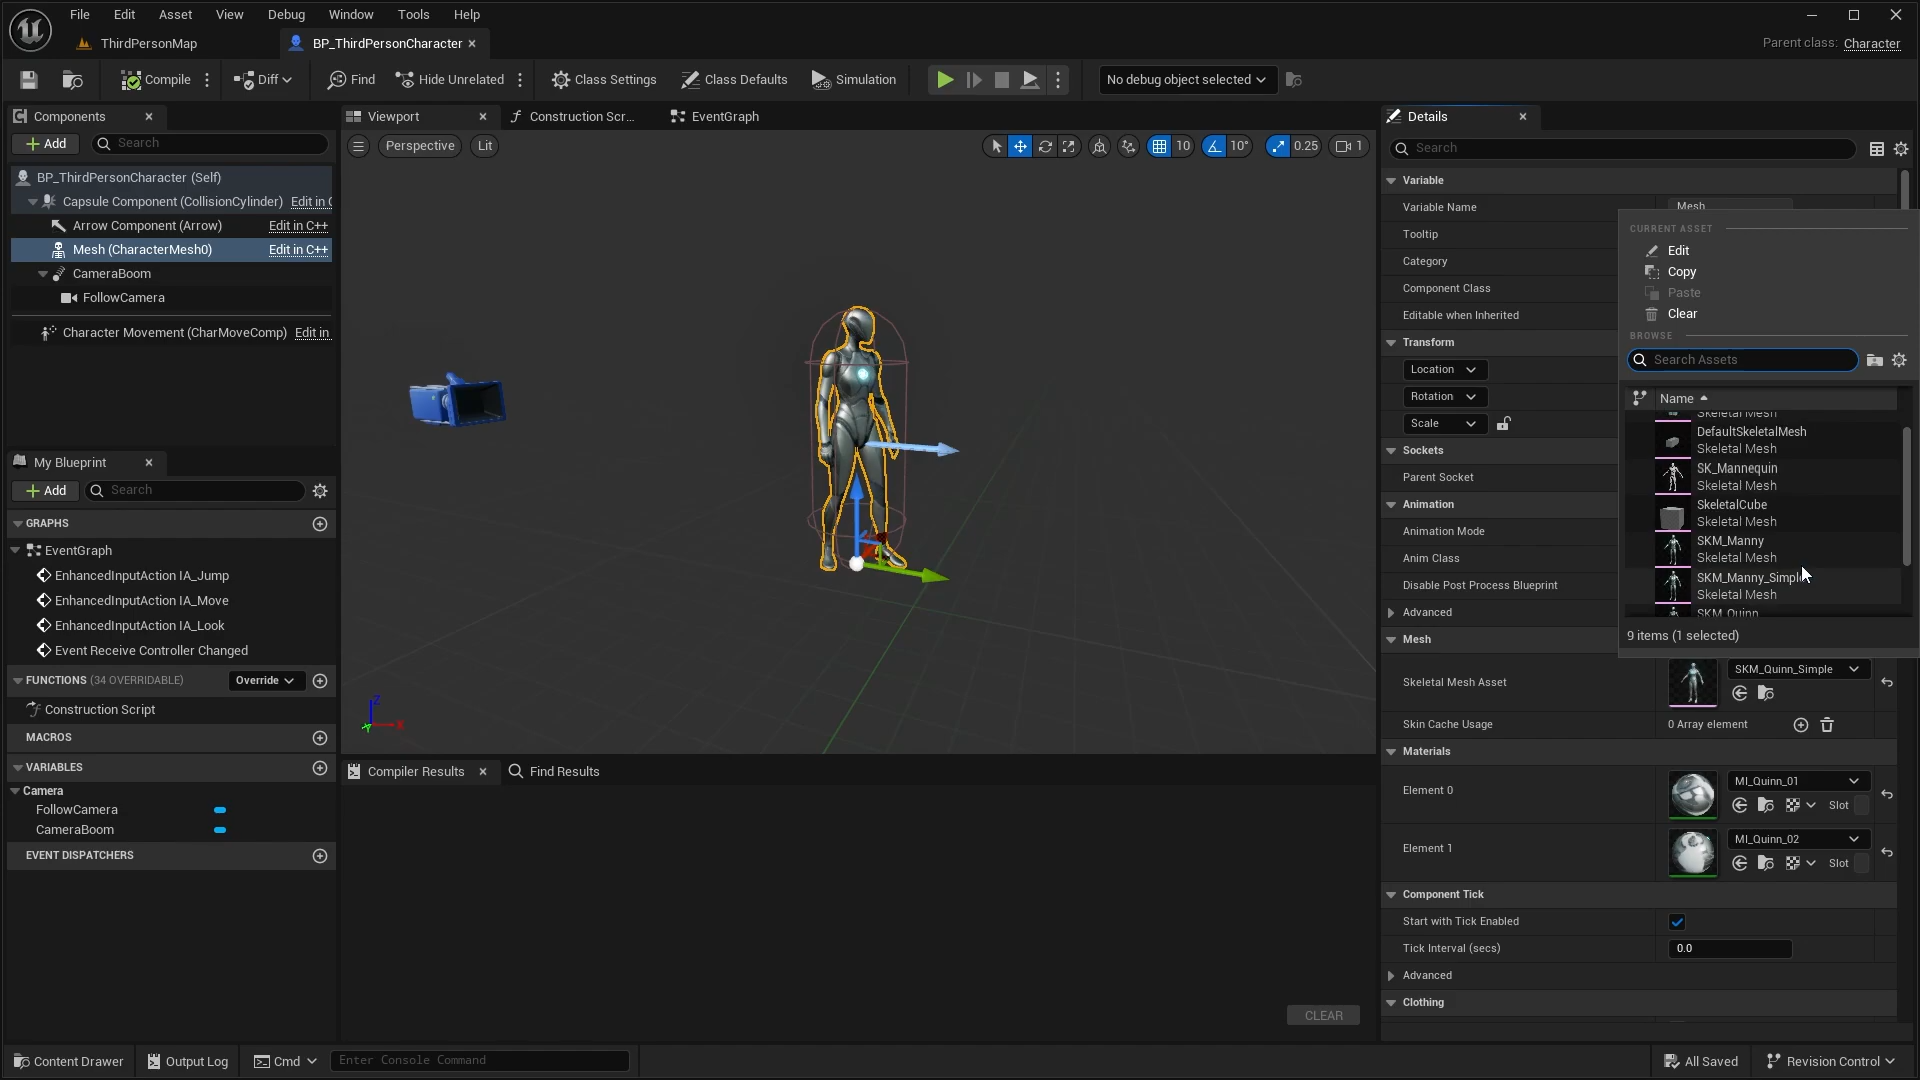 File Edit Asset View Debug Window Tools Help
ThirdPersonMap
BP_ThirdPersonCharacter
Parent class: Character
Compile
Diff
Find
Hide Unrelated
Class Settings
Class Defaults
Simulation
No debug object selected
Components
Add
Search
BP_ThirdPersonCharacter (Self)
Capsule Component (CollisionCylinder) Edit in C
Arrow Component (Arrow) Edit in C++
Mesh (CharacterMesh0) Edit in C++
CameraBoom
FollowCamera
Character Movement (CharMoveComp) Edit in
My Blueprint
Add
Search
GRAPHS
EventGraph
EnhancedInputAction IA_Jump
EnhancedInputAction IA_Move
EnhancedInputAction IA_Look
Event Receive Controller Changed
FUNCTIONS (34 OVERRIDABLE)
Override
Construction Script
MACROS
VARIABLES
Camera
FollowCamera
CameraBoom
EVENT DISPATCHERS
Viewport
Construction Scr...
EventGraph
Perspective
Lit
10
10°
0.25
1
Z
X
Y
Compiler Results
Find Results
CLEAR
Details
Search
Variable
Variable Name
Mesh
Tooltip
Category
Component Class
Editable when Inherited
Transform
Location
Rotation
Scale
Sockets
Parent Socket
Animation
Animation Mode
Anim Class
Disable Post Process Blueprint
Advanced
Mesh
CURRENT ASSET
Edit
Copy
Paste
Clear
BROWSE
Search Assets
Name
Skeletal Mesh
DefaultSkeletalMesh
Skeletal Mesh
SK_Mannequin
Skeletal Mesh
SkeletalCube
Skeletal Mesh
SKM_Manny
Skeletal Mesh
SKM_Manny_Simple
Skeletal Mesh
SKM_Quinn
9 items (1 selected)
Skeletal Mesh Asset
SKM_Quinn_Simple
Skin Cache Usage
0 Array element
Materials
Element 0
MI_Quinn_01
Slot
Element 1
MI_Quinn_02
Slot
Component Tick
Start with Tick Enabled
Tick Interval (secs)
0.0
Advanced
Clothing
Content Drawer
Output Log
Cmd
Enter Console Command
All Saved
Revision Control